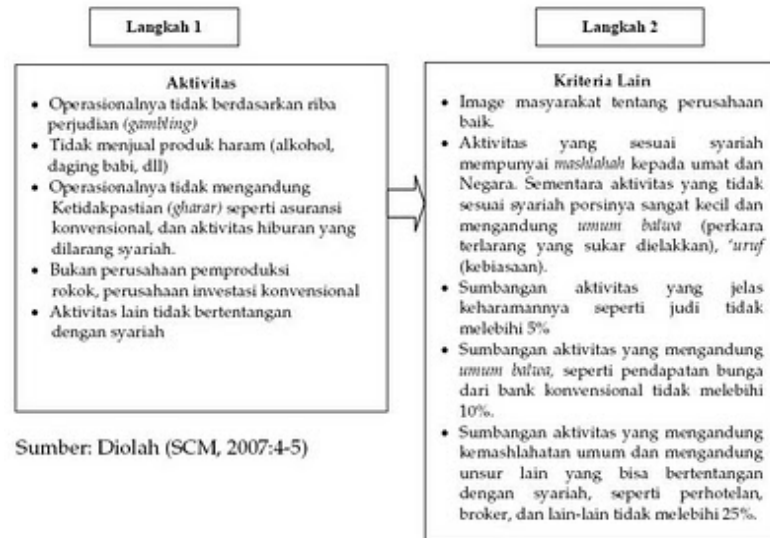 Langkah 1
Aktivitas
• Operasionalnya tidak berdasarkan riba
perjudian (gambling)
• Tidak menjual produk haram (alkohol,
daging babi, dll)
• Operasionalnya tidak mengandung
Ketidakpastian (gharar) seperti asuransi
konvensional, dan aktivitas hiburan yang
dilarang syariah.
• Bukan perusahaan pemproduksi
rokok, perusahaan investasi konvensional
• Aktivitas lain tidak bertentangan
dengan syariah
Sumber: Diolah (SCM, 2007:4-5)
Langkah 2
Kriteria Lain
• Image masyarakat tentang perusahaan
baik.
• Aktivitas yang sesuai syariah
mempunyai mashlahah kepada umat dan
Negara. Sementara aktivitas yang tidak
sesuai syariah porsinya sangat kecil dan
mengandung umum balwa (perkara
terlarang yang sukar dielakkan), 'uruf
(kebiasaan).
• Sumbangan aktivitas yang jelas
keharamannya seperti judi tidak
melebihi 5%
• Sumbangan aktivitas yang mengandung
umum balwa, seperti pendapatan bunga
dari bank konvensional tidak melebihi
10%.
• Sumbangan aktivitas yang mengandung
kemashlahatan umum dan mengandung
unsur lain yang bisa bertentangan
dengan syariah, seperti perhotelan,
broker, dan lain-lain tidak melebihi 25%.